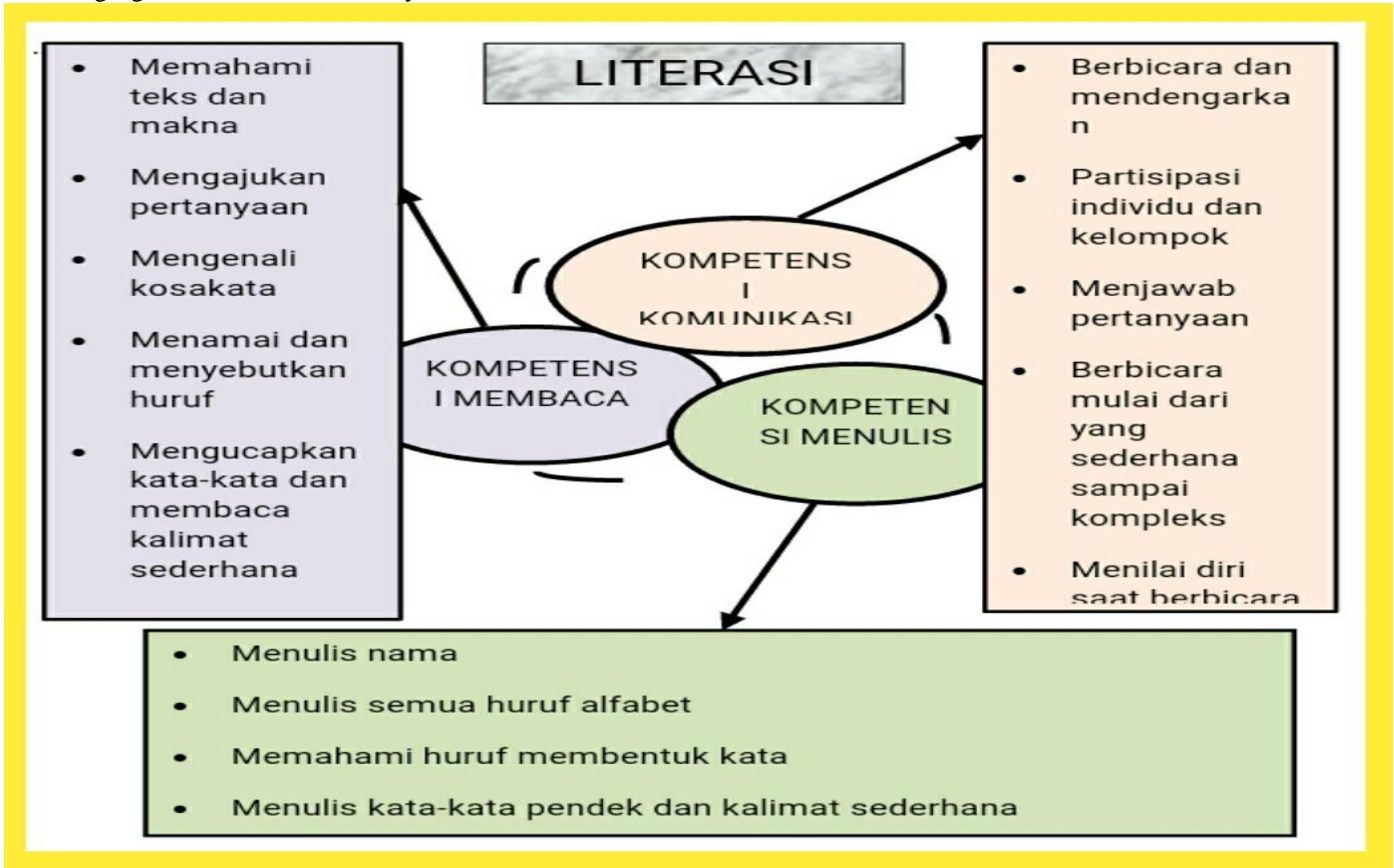 LITERASI
• Memahami
teks dan
makna
• Mengajukan
pertanyaan
• Mengenali
kosakata
• Menamai dan
menyebutkan
huruf
• Mengucapkan
kata-kata dan
membaca
kalimat
sederhana
KOMPETENS
I
KOMUNIKASI
KOMPETENS
I MEMBACA
KOMPETEN
SI MENULIS
• Berbicara dan
mendengarka
n
• Partisipasi
individu dan
kelompok
• Menjawab
pertanyaan
• Berbicara
mulai dari
yang
sederhana
sampai
kompleks
• Menilai diri
saat berbicara
• Menulis nama
• Menulis semua huruf alfabet
• Memahami huruf membentuk kata
• Menulis kata-kata pendek dan kalimat sederhana